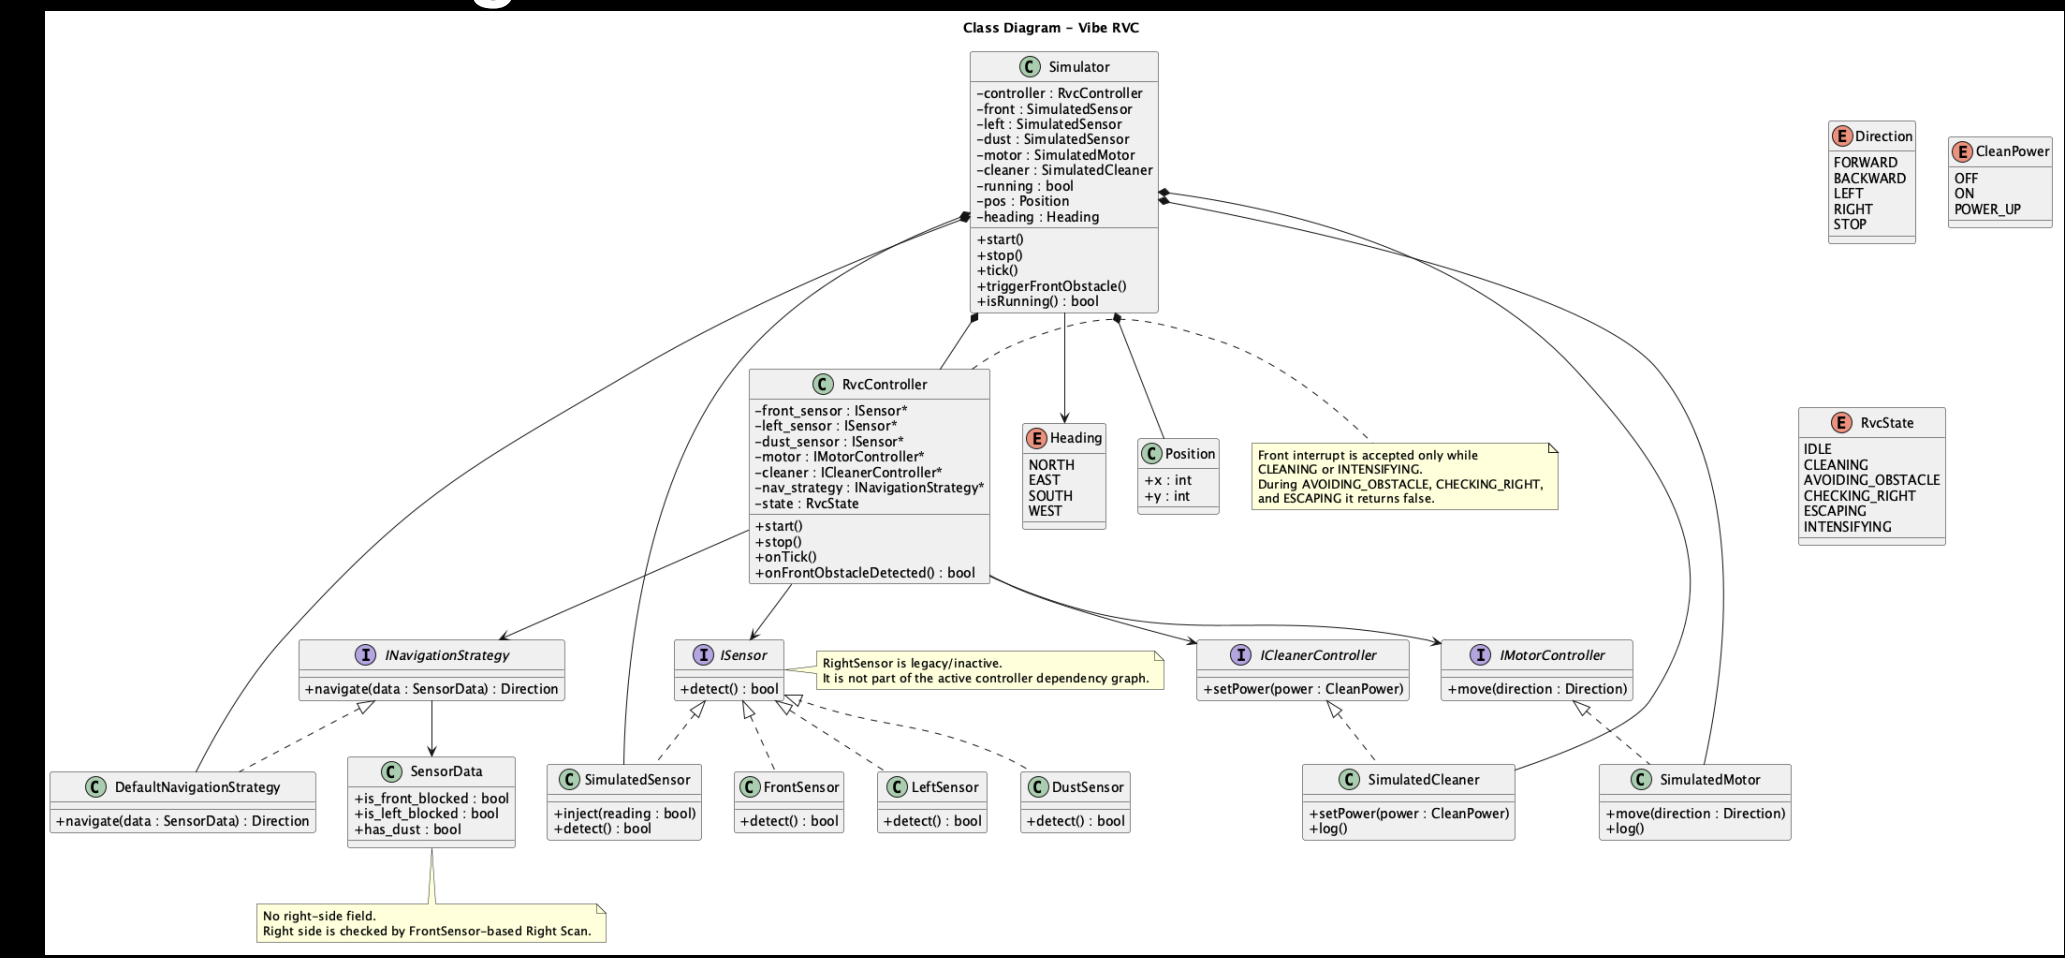 Class Diagram - Vibe RVC
C Simulator
-controller : RvcController
-front : SimulatedSensor
-left : SimulatedSensor
-dust : SimulatedSensor
-motor : SimulatedMotor
-cleaner : SimulatedCleaner
-running : bool
-pos : Position
-heading : Heading
+start()
+stop()
+tick()
+triggerFrontObstacle()
+isRunning() : bool
E Direction
FORWARD
BACKWARD
LEFT
RIGHT
STOP
E CleanPower
OFF
ON
POWER_UP
C RvcController
-front_sensor : ISensor*
-left_sensor : ISensor*
-dust_sensor : ISensor*
-motor : IMotorController*
-cleaner : ICleanerController*
-nav_strategy : INavigationStrategy*
-state : RvcState
+start()
+stop()
+onTick()
+onFrontObstacleDetected() : bool
E Heading
NORTH
EAST
SOUTH
WEST
C Position
+x : int
+y : int
Front interrupt is accepted only while
CLEANING or INTENSIFYING.
During AVOIDING_OBSTACLE, CHECKING_RIGHT,
and ESCAPING it returns false.
E RvcState
IDLE
CLEANING
AVOIDING_OBSTACLE
CHECKING_RIGHT
ESCAPING
INTENSIFYING
I INavigationStrategy
+navigate(data : SensorData) : Direction
I ISensor
+detect() : bool
RightSensor is legacy/inactive.
It is not part of the active controller dependency graph.
I ICleanerController
+setPower(power : CleanPower)
I IMotorController
+move(direction : Direction)
C DefaultNavigationStrategy
+navigate(data : SensorData) : Direction
C SensorData
+is_front_blocked : bool
+is_left_blocked : bool
+has_dust : bool
C SimulatedSensor
+inject(reading : bool)
+detect() : bool
C FrontSensor
+detect() : bool
C LeftSensor
+detect() : bool
C DustSensor
+detect() : bool
C SimulatedCleaner
+setPower(power : CleanPower)
+log()
C SimulatedMotor
+move(direction : Direction)
+log()
No right-side field.
Right side is checked by FrontSensor-based Right Scan.